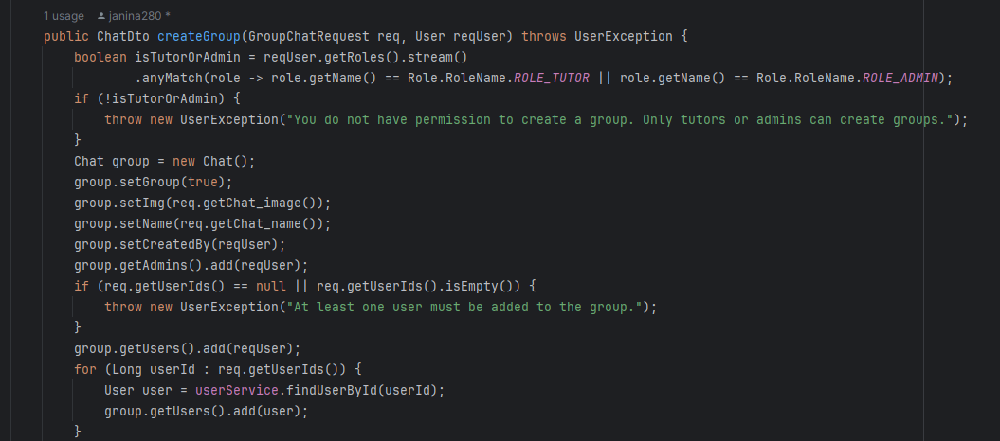 1 usage janina280 *
public ChatDto createGroup(GroupChatRequest req, User reqUser) throws UserException {
    boolean isTutorOrAdmin = reqUser.getRoles().stream()
            .anyMatch(role -> role.getName() == Role.RoleName.ROLE_TUTOR || role.getName() == Role.RoleName.ROLE_ADMIN);
    if (!isTutorOrAdmin) {
        throw new UserException("You do not have permission to create a group. Only tutors or admins can create groups.");
    }
    Chat group = new Chat();
    group.setGroup(true);
    group.setImg(req.getChat_image());
    group.setName(req.getChat_name());
    group.setCreatedBy(reqUser);
    group.getAdmins().add(reqUser);
    if (req.getUserIds() == null || req.getUserIds().isEmpty()) {
        throw new UserException("At least one user must be added to the group.");
    }
    group.getUsers().add(reqUser);
    for (Long userId : req.getUserIds()) {
        User user = userService.findUserById(userId);
        group.getUsers().add(user);
    }